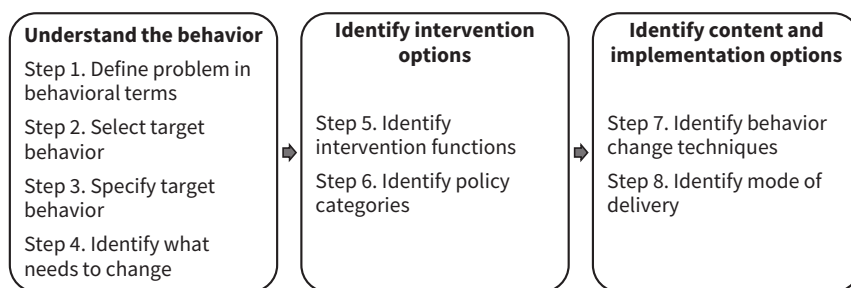 Understand the behavior
Step 1. Define problem in
behavioral terms
Step 2. Select target
behavior
Step 3. Specify target
behavior
Step 4. Identify what
needs to change
Identify intervention
options
Step 5. Identify
intervention functions
Step 6. Identify policy
categories
Identify content and
implementation options
Step 7. Identify behavior
change techniques
Step 8. Identify mode of
delivery